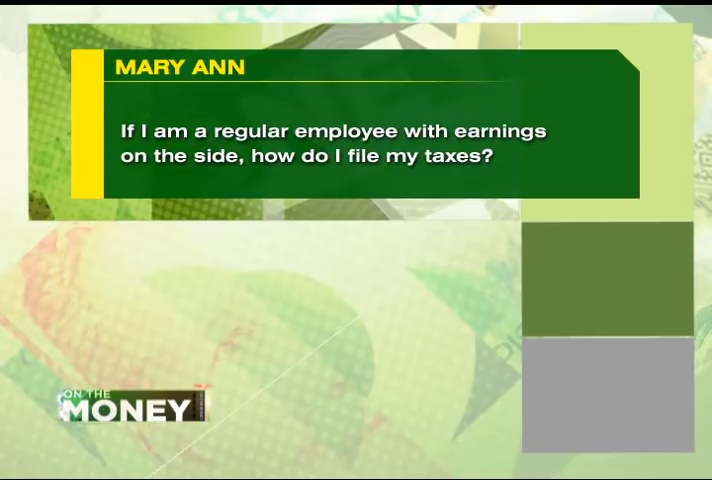 MARY ANN
If I am a regular employee with earnings
on the side, how do I file my taxes?
ON THE
MONEY